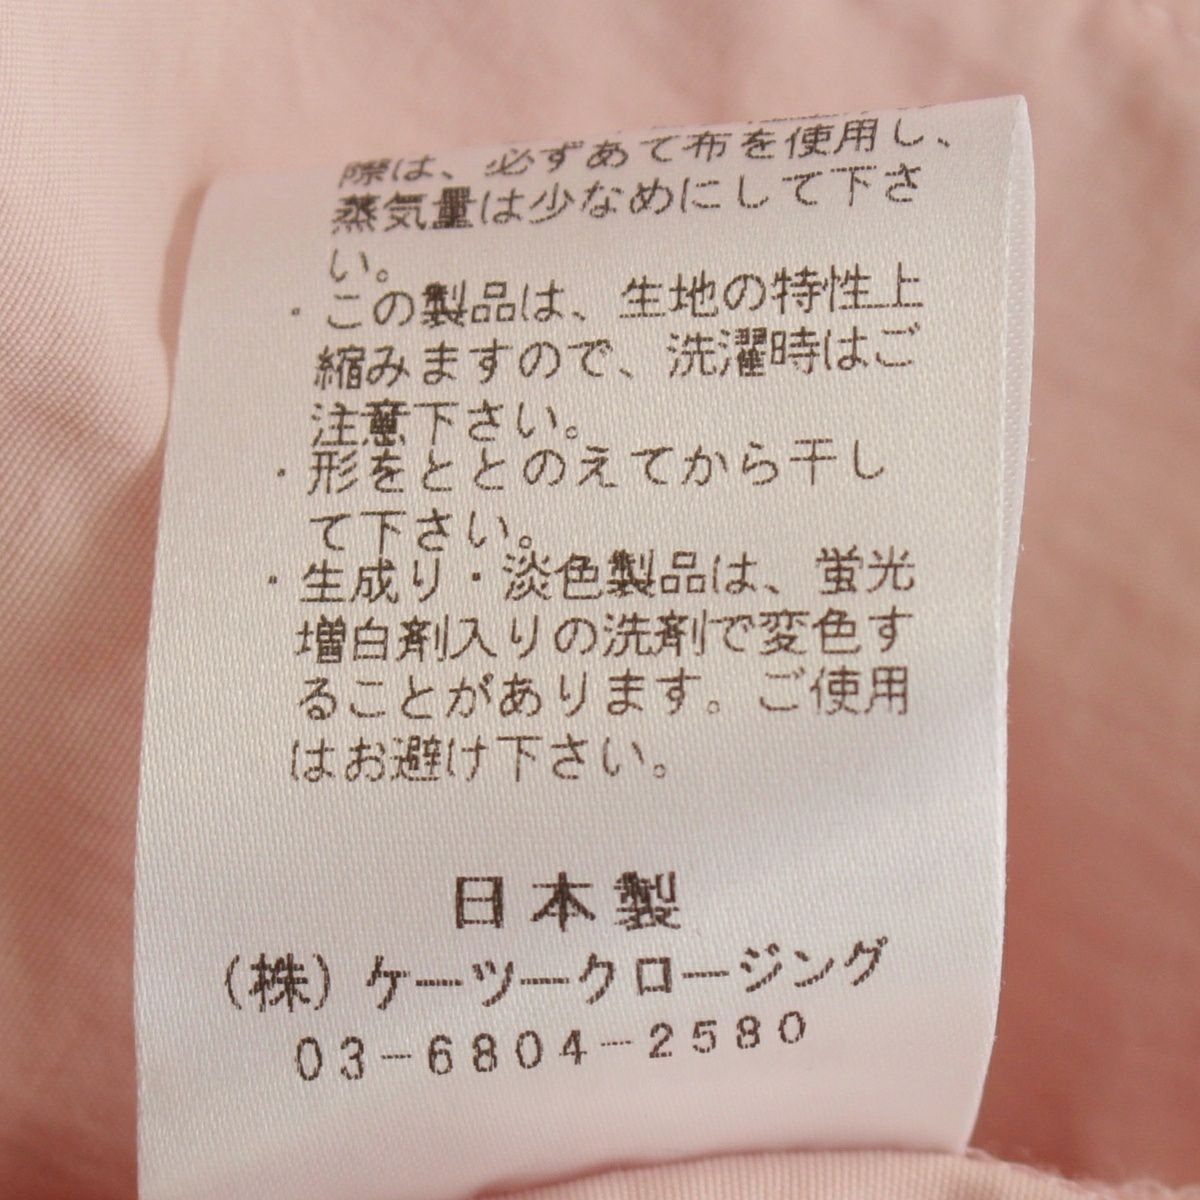 際は、必ずあて布を使用し、
蒸気量は少なめにして下さ
い。
・この製品は、生地の特性上
縮みますので、洗濯時はご
注意下さい。
・形をととのえてから干し
て下さい。
・生成り・淡色製品は、蛍光
増白剤入りの洗剤で変色す
ることがあります。ご使用
はお避け下さい。
日本製
(株)ケーツークロージング
03-6804-2580